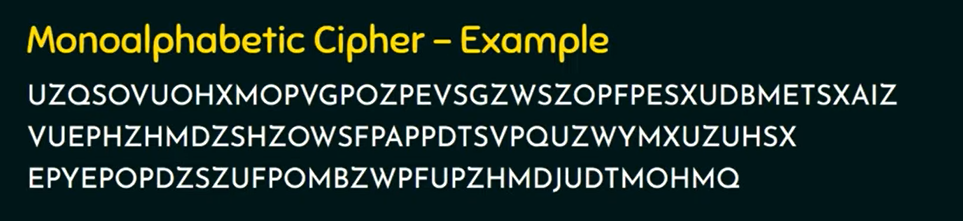 Monoalphabetic Cipher – Example
UZQSOVUOHXMOPVGPOZPEVSGZWSZOPFPESXUDBMETSXAIZ
VUEPHZHMDZSHZOWSFPAPPDTSVPQUZWYMXUZUHSX
EPYEPOPDZSZUFPOMBZWPFUPZHMDJUDTMOHMQ